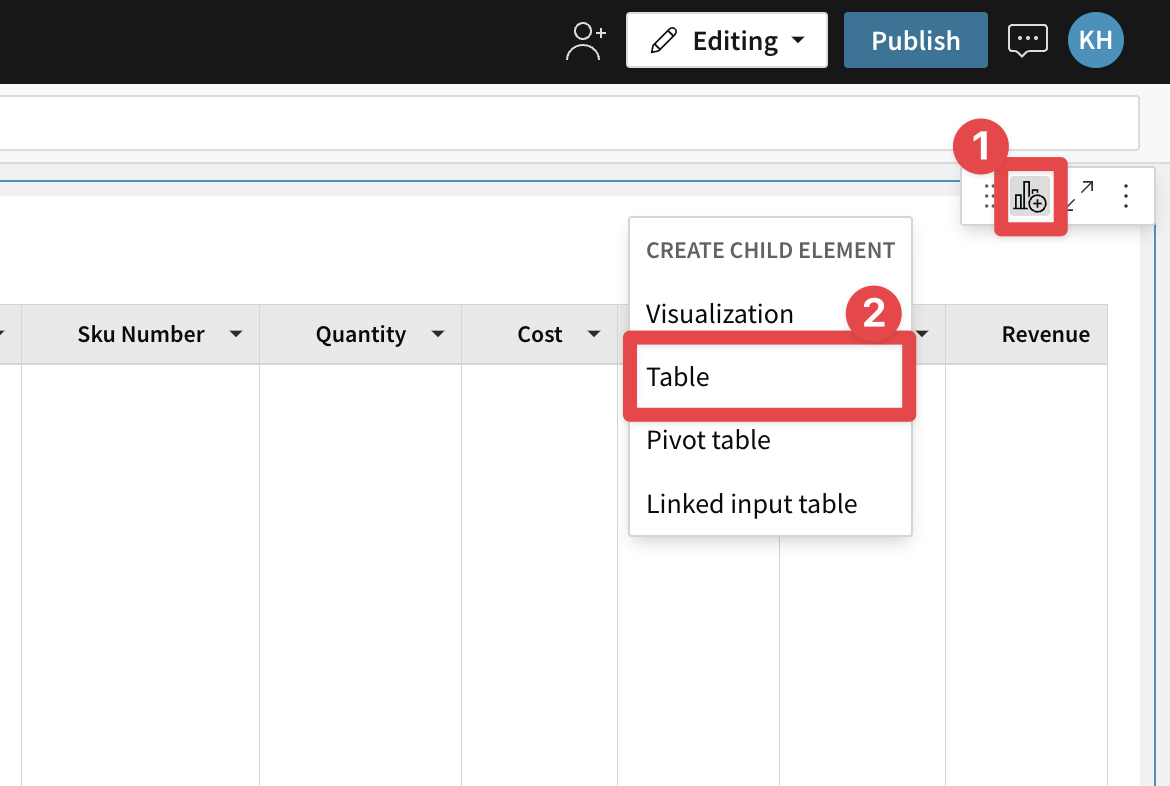 Editing
Publish
KH
1
CREATE CHILD ELEMENT
Visualization
2
Sku Number
Quantity
Cost
Revenue
Table
Pivot table
Linked input table